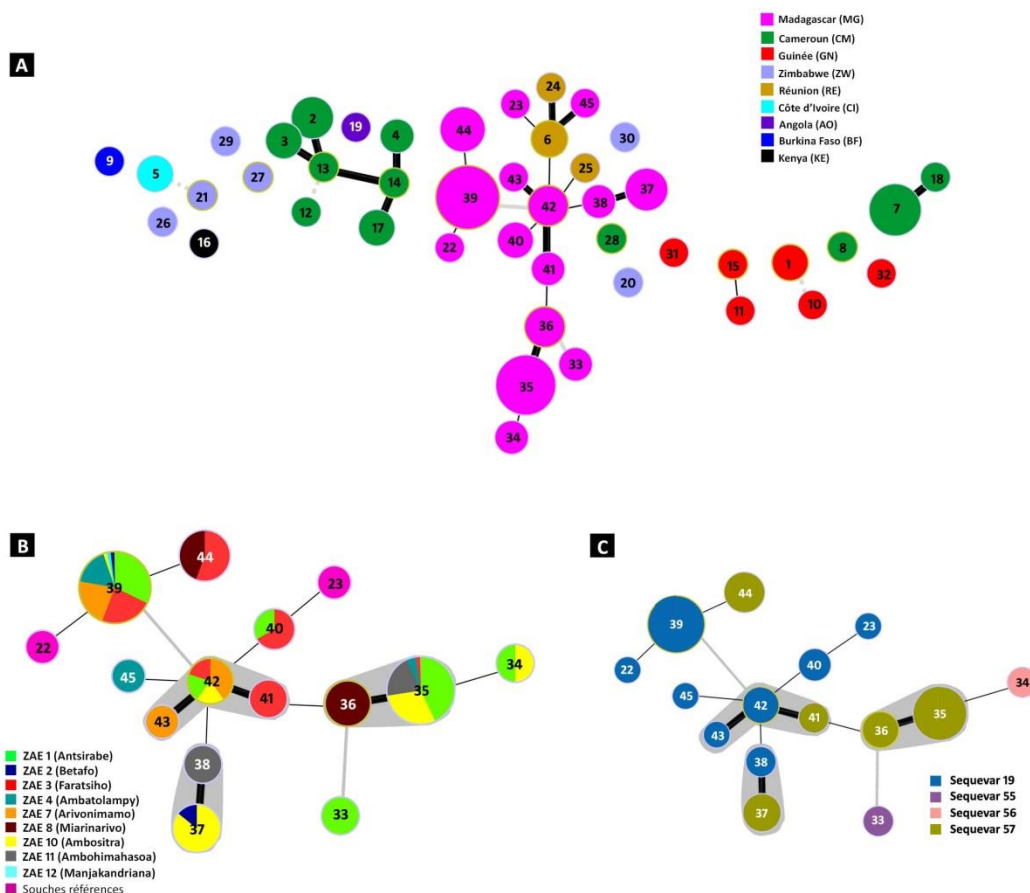 A
Madagascar (MG)
Cameroun (CM)
Guinée (GN)
Zimbabwe (ZW)
Réunion (RE)
Côte d'Ivoire (CI)
Angola (AO)
Burkina Faso (BF)
Kenya (KE)
9
5
26
21
16
29
27
3
2
13
12
19
4
14
17
44
39
22
23
24
45
6
43
25
42
38
37
40
41
28
30
20
31
36
33
35
34
15
11
1
10
8
32
7
18
B
44
39
23
22
40
45
42
41
43
38
37
36
35
34
33
ZAE 1 (Antsirabe)
ZAE 2 (Betafo)
ZAE 3 (Faratsiho)
ZAE 4 (Ambatolampy)
ZAE 7 (Arivonimamo)
ZAE 8 (Miarinarivo)
ZAE 10 (Ambositra)
ZAE 11 (Ambohimahasoa)
ZAE 12 (Manjakandriana)
Souches références
C
44
39
23
22
40
45
42
41
43
38
37
36
35
34
33
Sequevar 19
Sequevar 55
Sequevar 56
Sequevar 57